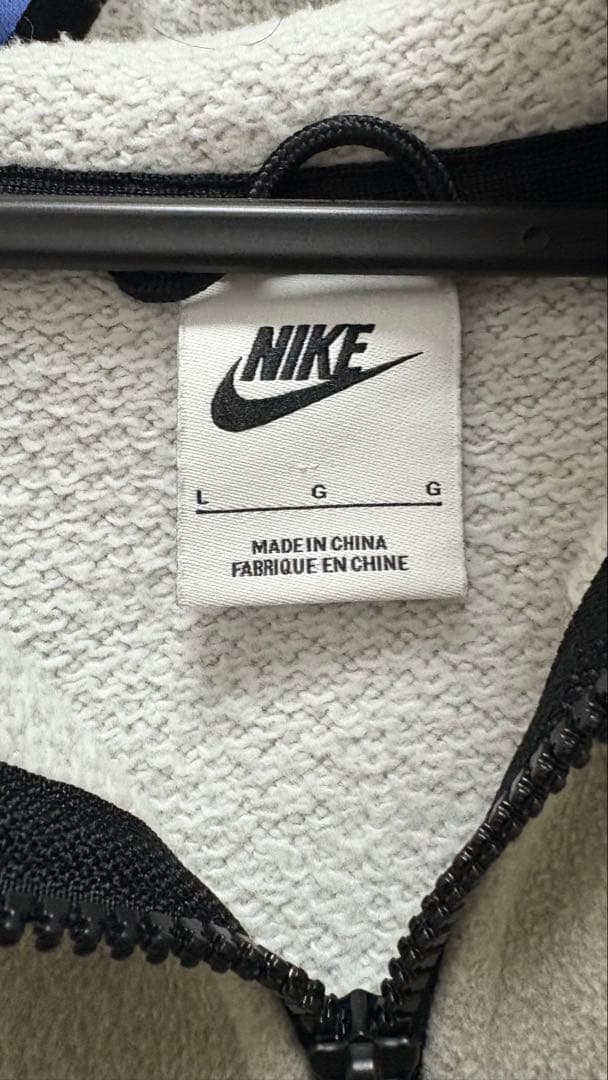 NIKE
L G G
MADE IN CHINA
FABRIQUE EN CHINE